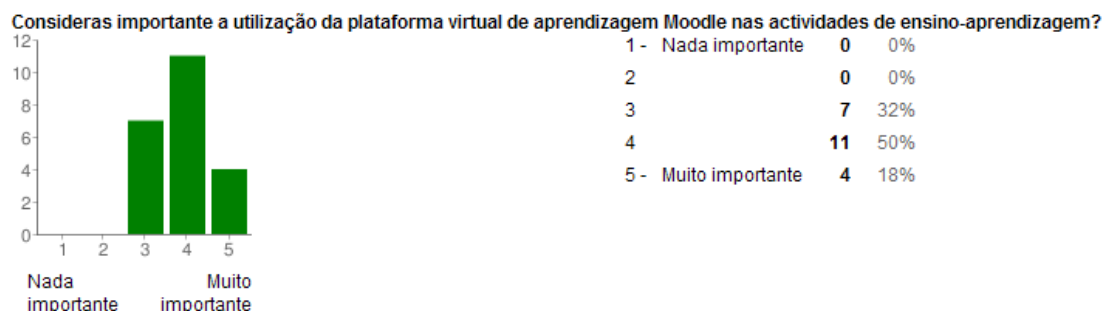 Consideras importante a utilização da plataforma virtual de aprendizagem Moodle nas actividades de ensino-aprendizagem?
12
10
8
6
4
2
0
1 2 3 4 5
Nada importante
Muito importante
1 - Nada importante 0 0%
2 0 0%
3 7 32%
4 11 50%
5 - Muito importante 4 18%